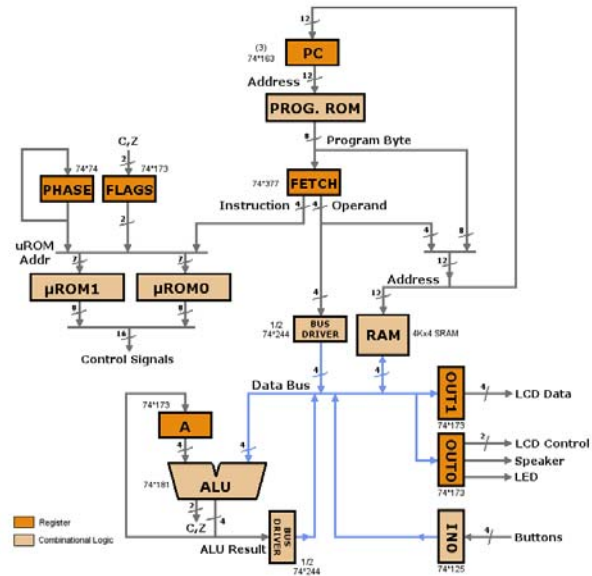 12
(3)
74*163
PC
12
Address
PROG. ROM
8
Program Byte
C,Z
2
74*74
74*173
PHASE
FLAGS
74*377
FETCH
Instruction
4
4
Operand
2
4
8
uROM
Addr
7
7
12
Address
µROM1
µROM0
8
8
4
12
16
Control Signals
1/2
74*244
BUS
DRIVER
RAM
4Kx4 SRAM
4
4
Data Bus
74*173
A
4
4
OUT1
4
LCD Data
74*173
74*181
ALU
OUT0
2
LCD Control
Speaker
LED
74*173
2
4
C,Z
ALU Result
BUS
DRIVER
1/2
74*244
IN0
4
Buttons
74*125
Register
Combinational Logic